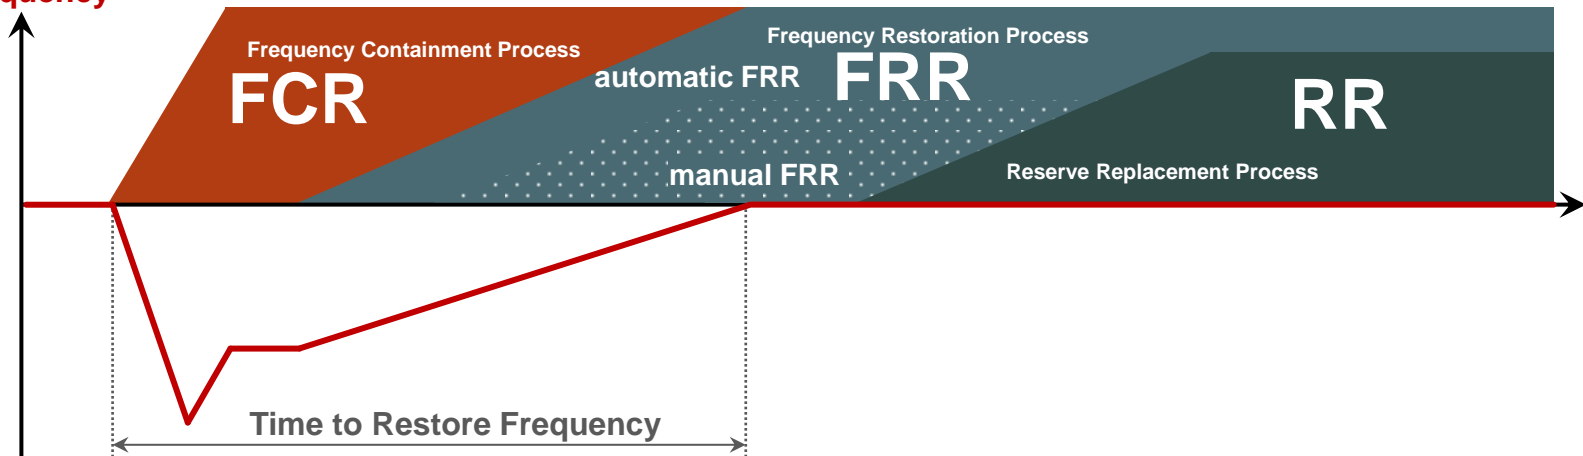 Frequency Containment Process
FCR
Frequency Restoration Process
automatic FRR
FRR
manual FRR
RR
Reserve Replacement Process
Time to Restore Frequency